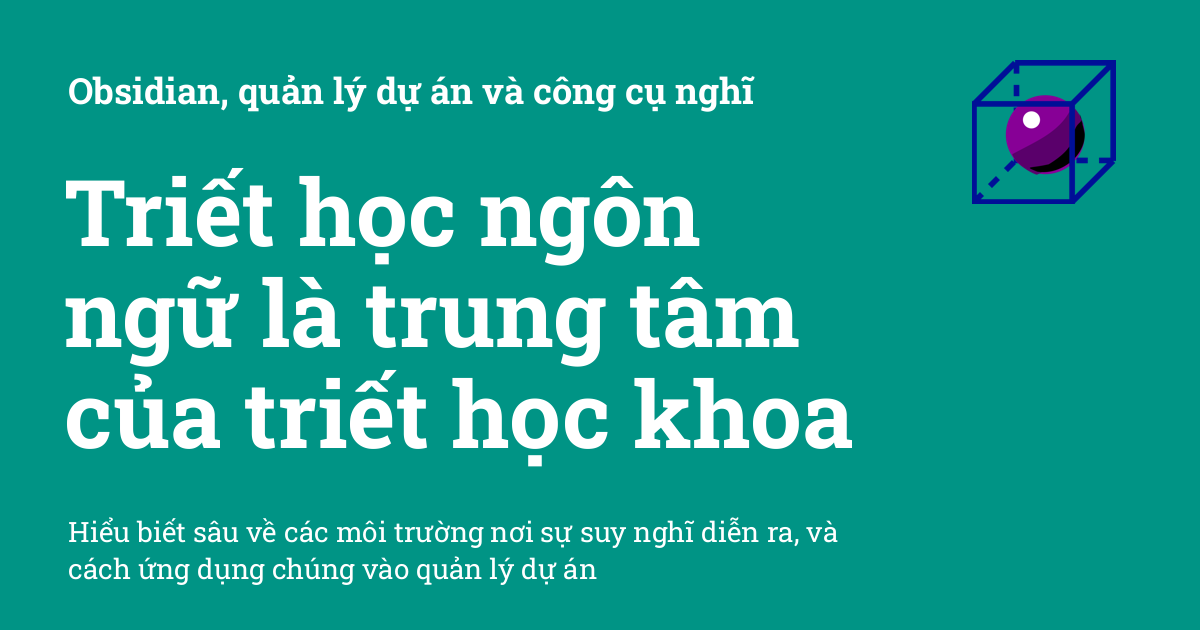 Obsidian, quản lý dự án và công cụ nghĩ
Triết học ngôn
ngữ là trung tâm
của triết học khoa
Hiểu biết sâu về các môi trường nơi sự suy nghĩ diễn ra, và
cách ứng dụng chúng vào quản lý dự án